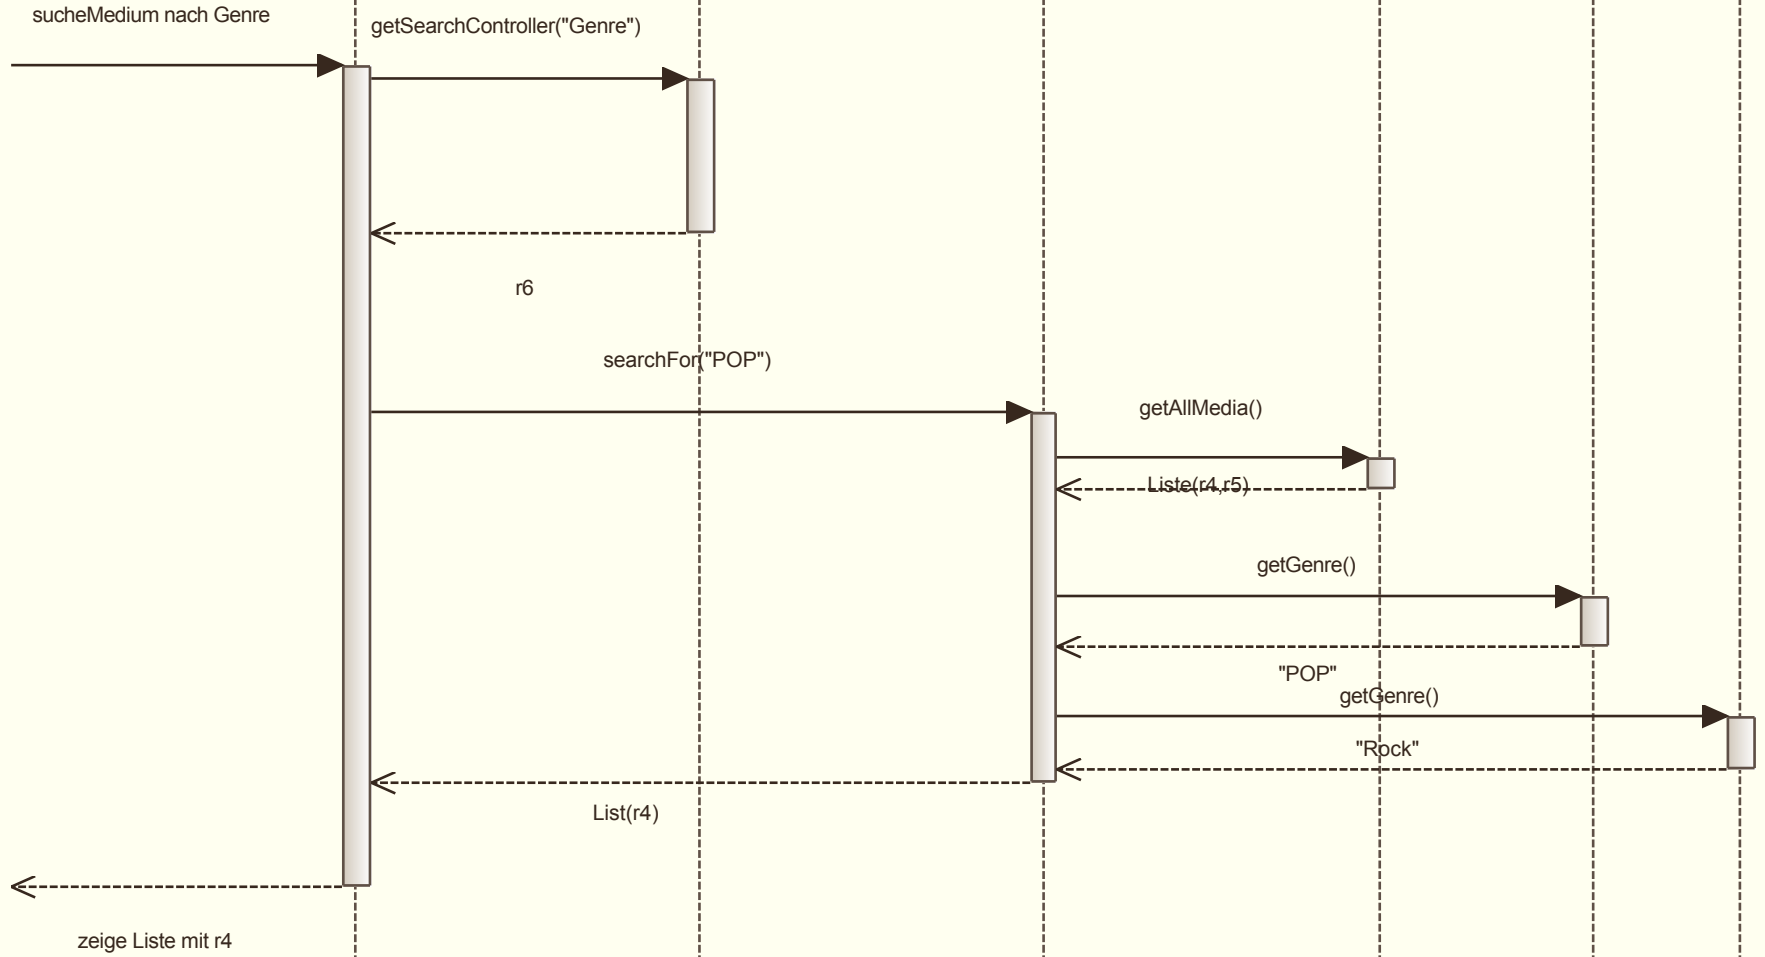 sucheMedium nach Genre
getSearchController("Genre")
r6
searchFor("POP")
getAllMedia()
Liste(r4,r5)
getGenre()
"POP"
getGenre()
"Rock"
List(r4)
zeige Liste mit r4